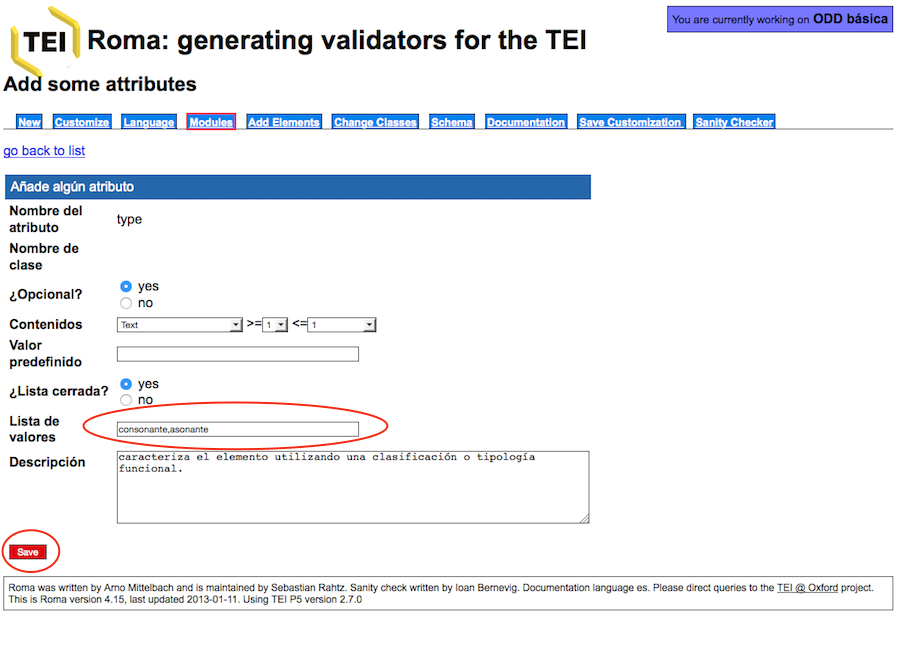 You are currently working on ODD básica
TEI
Roma: generating validators for the TEI
Add some attributes
New Customize Language Modules Add Elements Change Classes Schema Documentation Save Customization Sanity Checker
go back to list
Añade algún atributo
Nombre del
atributo
type
Nombre de
clase
¿Opcional?
yes
no
Contenidos Text >= 1 <= 1
Valor
predefinido
¿Lista cerrada?
yes
no
Lista de
valores
consonante,asonante
Descripción
caracteriza el elemento utilizando una clasificación o tipología
funcional.
Save
Roma was written by Arno Mittelbach and is maintained by Sebastian Rahtz. Sanity check written by Ioan Bernevig. Documentation language es. Please direct queries to the TEI @ Oxford project.
This is Roma version 4.15, last updated 2013-01-11. Using TEI P5 version 2.7.0